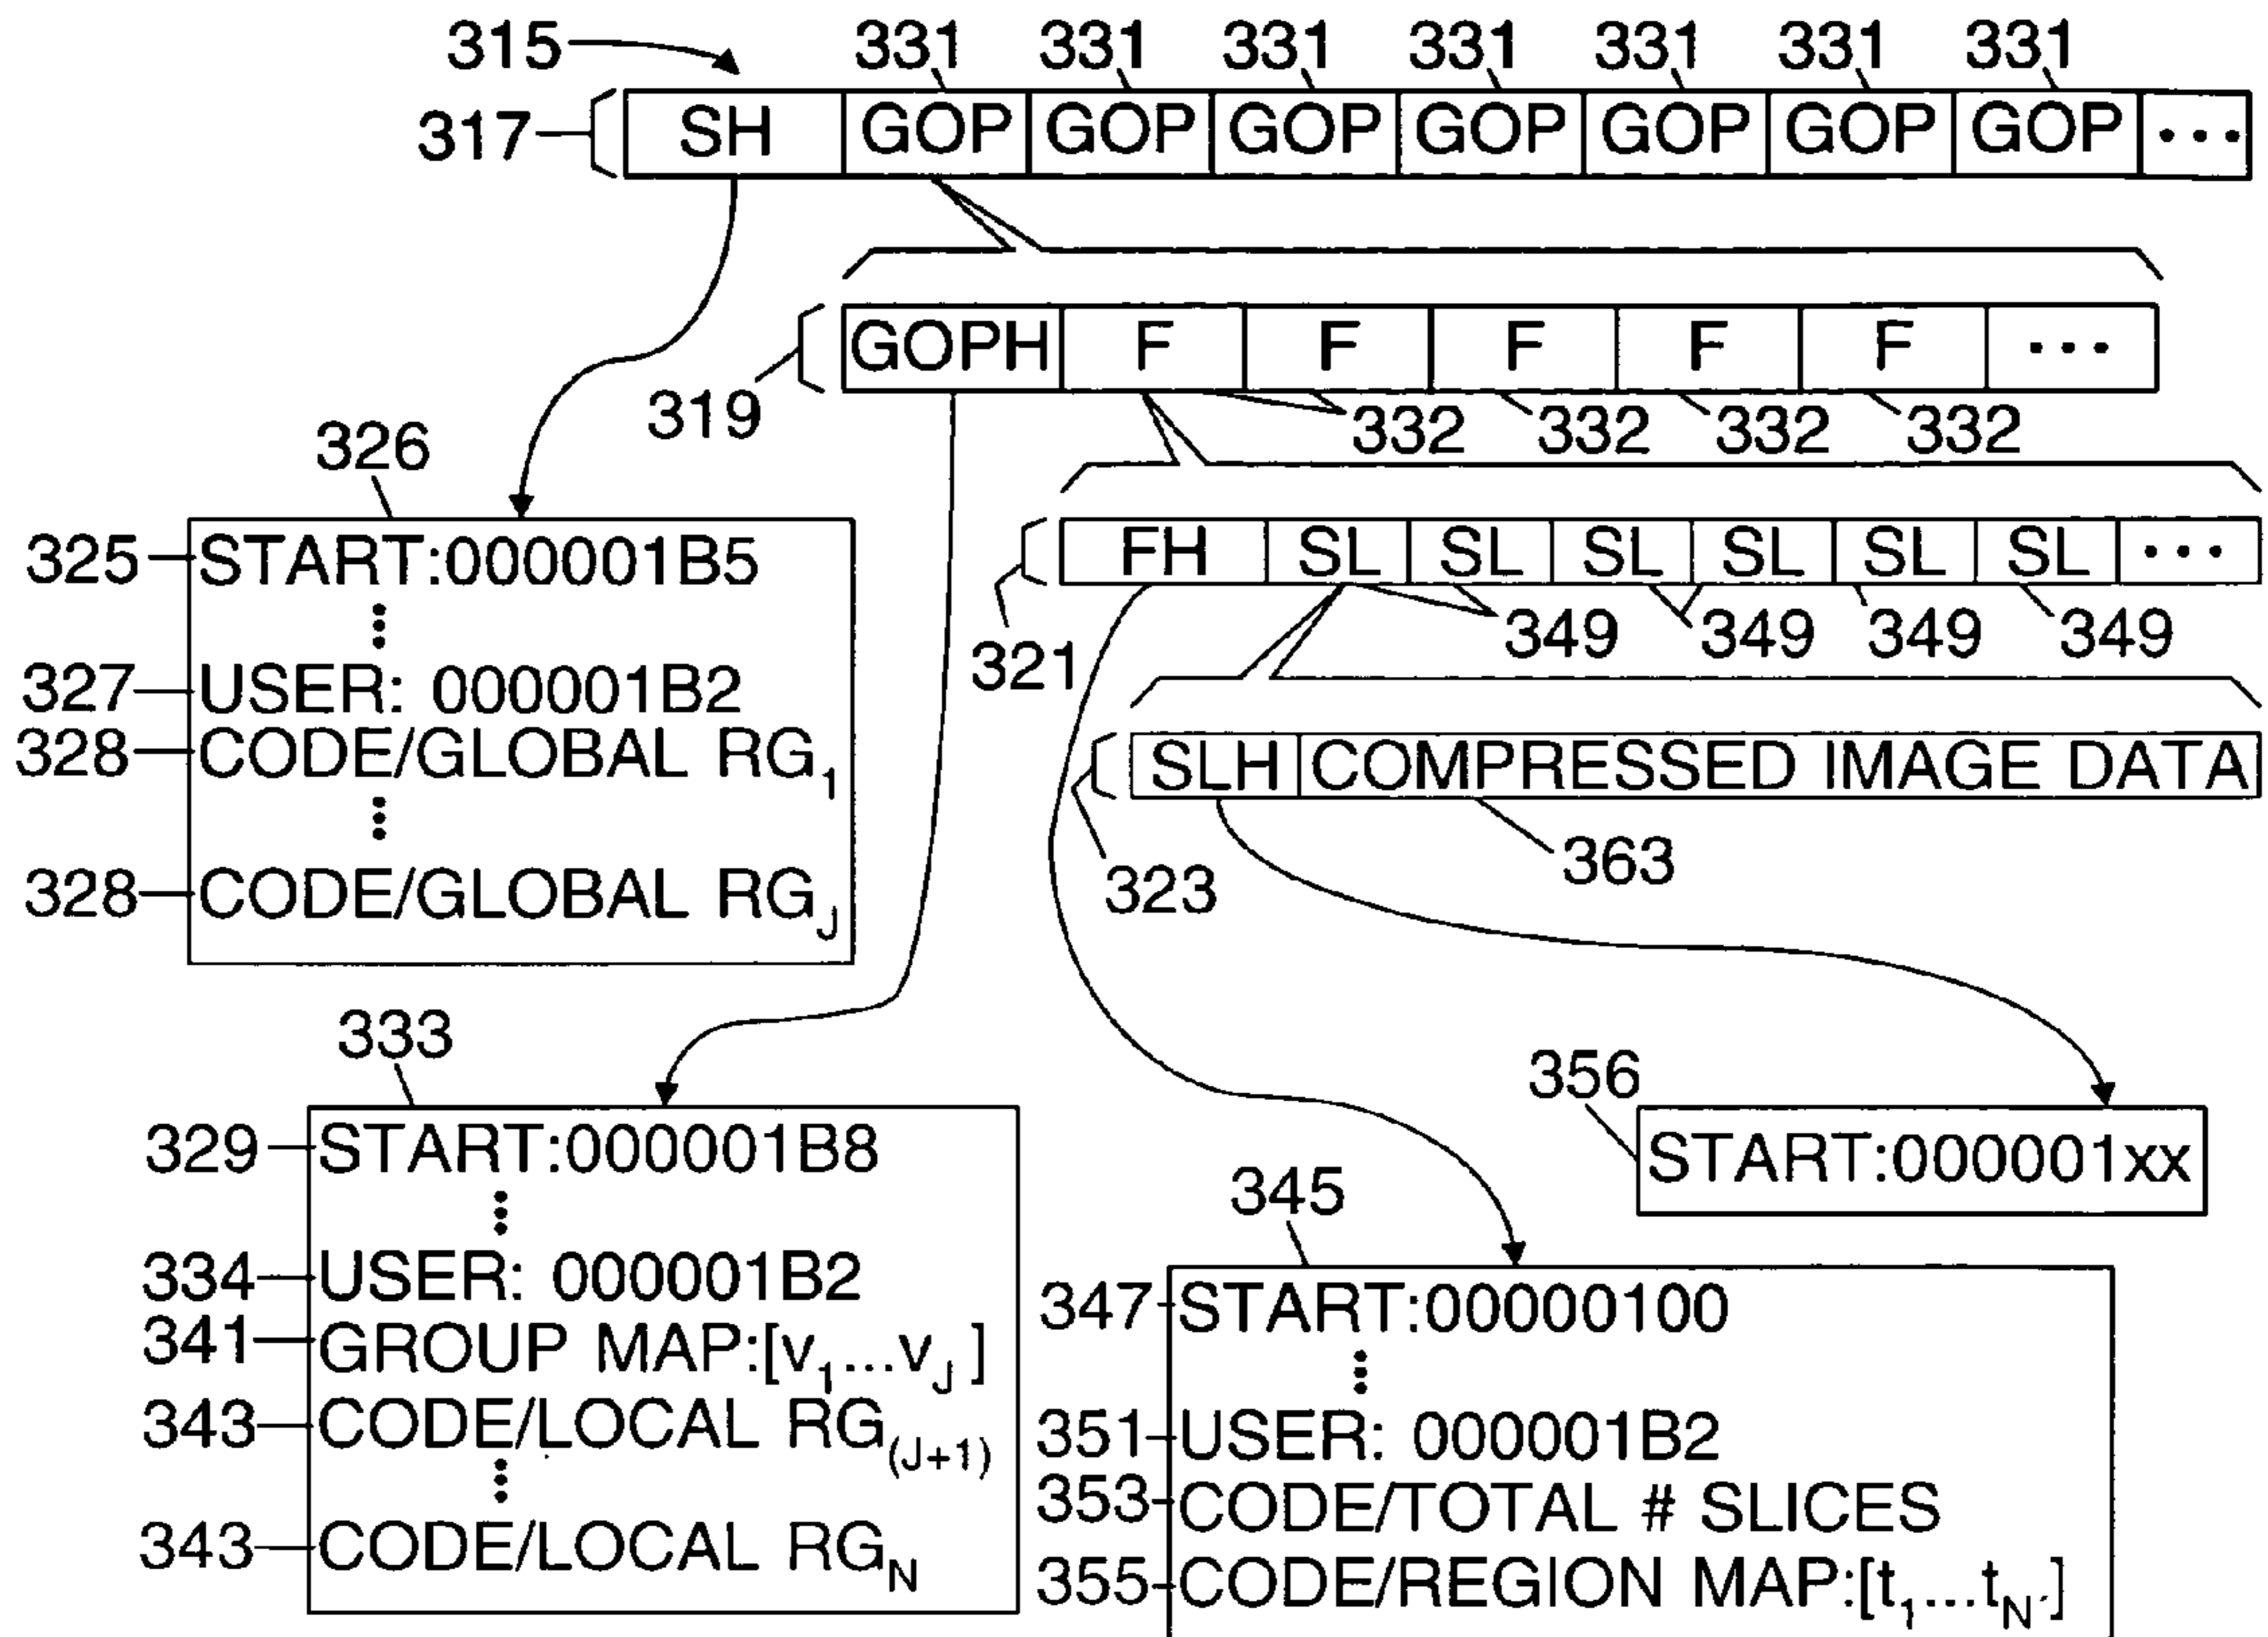 315 331 331 331 331 331 331 331
317 SH GOP GOP GOP GOP GOP GOP GOP ...
319 GOPH F F F F F ...
332 332 332 332
321 FH SL SL SL SL SL SL ...
349 349 349 349
323 SLH COMPRESSED IMAGE DATA
363
326
325 START:000001B5
327 USER: 000001B2
328 CODE/GLOBAL RG1
328 CODE/GLOBAL RGJ
333
329 START:000001B8
334 USER: 000001B2
341 GROUP MAP:[v1...vJ]
343 CODE/LOCAL RG(J+1)
343 CODE/LOCAL RGN
356
START:000001xx
345
347 START:00000100
351 USER: 000001B2
353 CODE/TOTAL # SLICES
355 CODE/REGION MAP:[t1...tN']